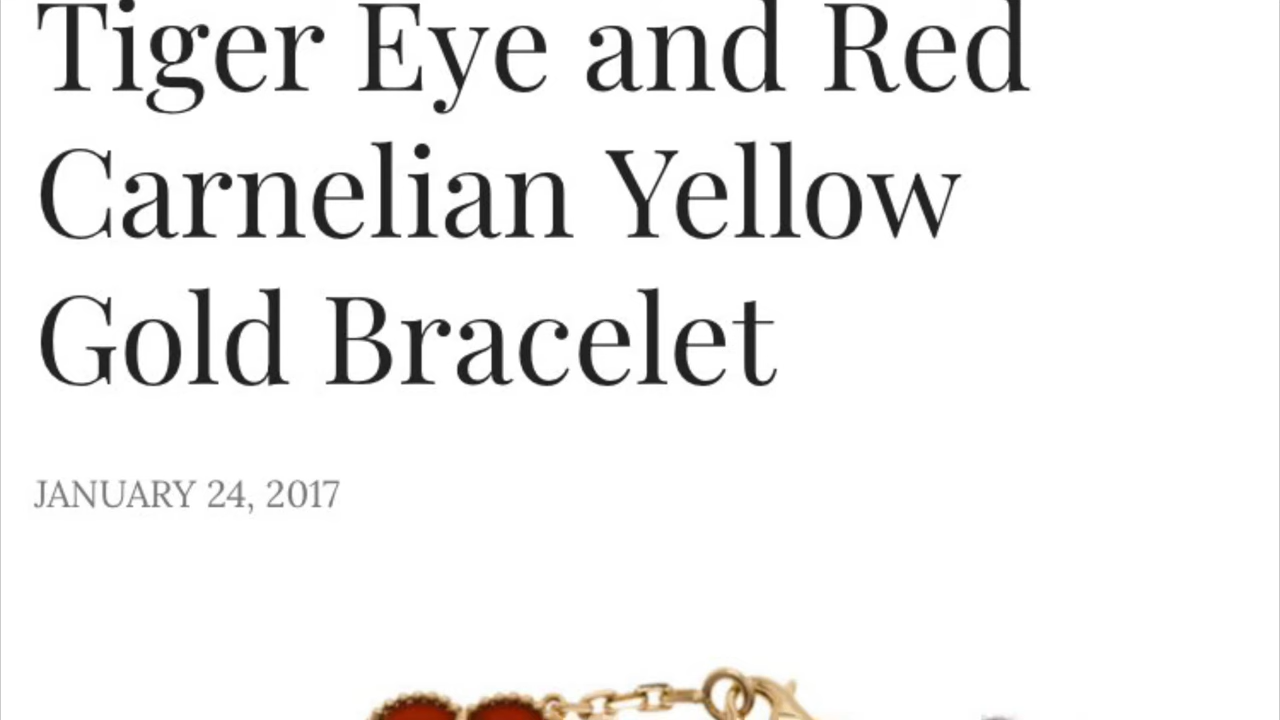 Tiger Eye and Red
Carnelian Yellow
Gold Bracelet
JANUARY 24, 2017